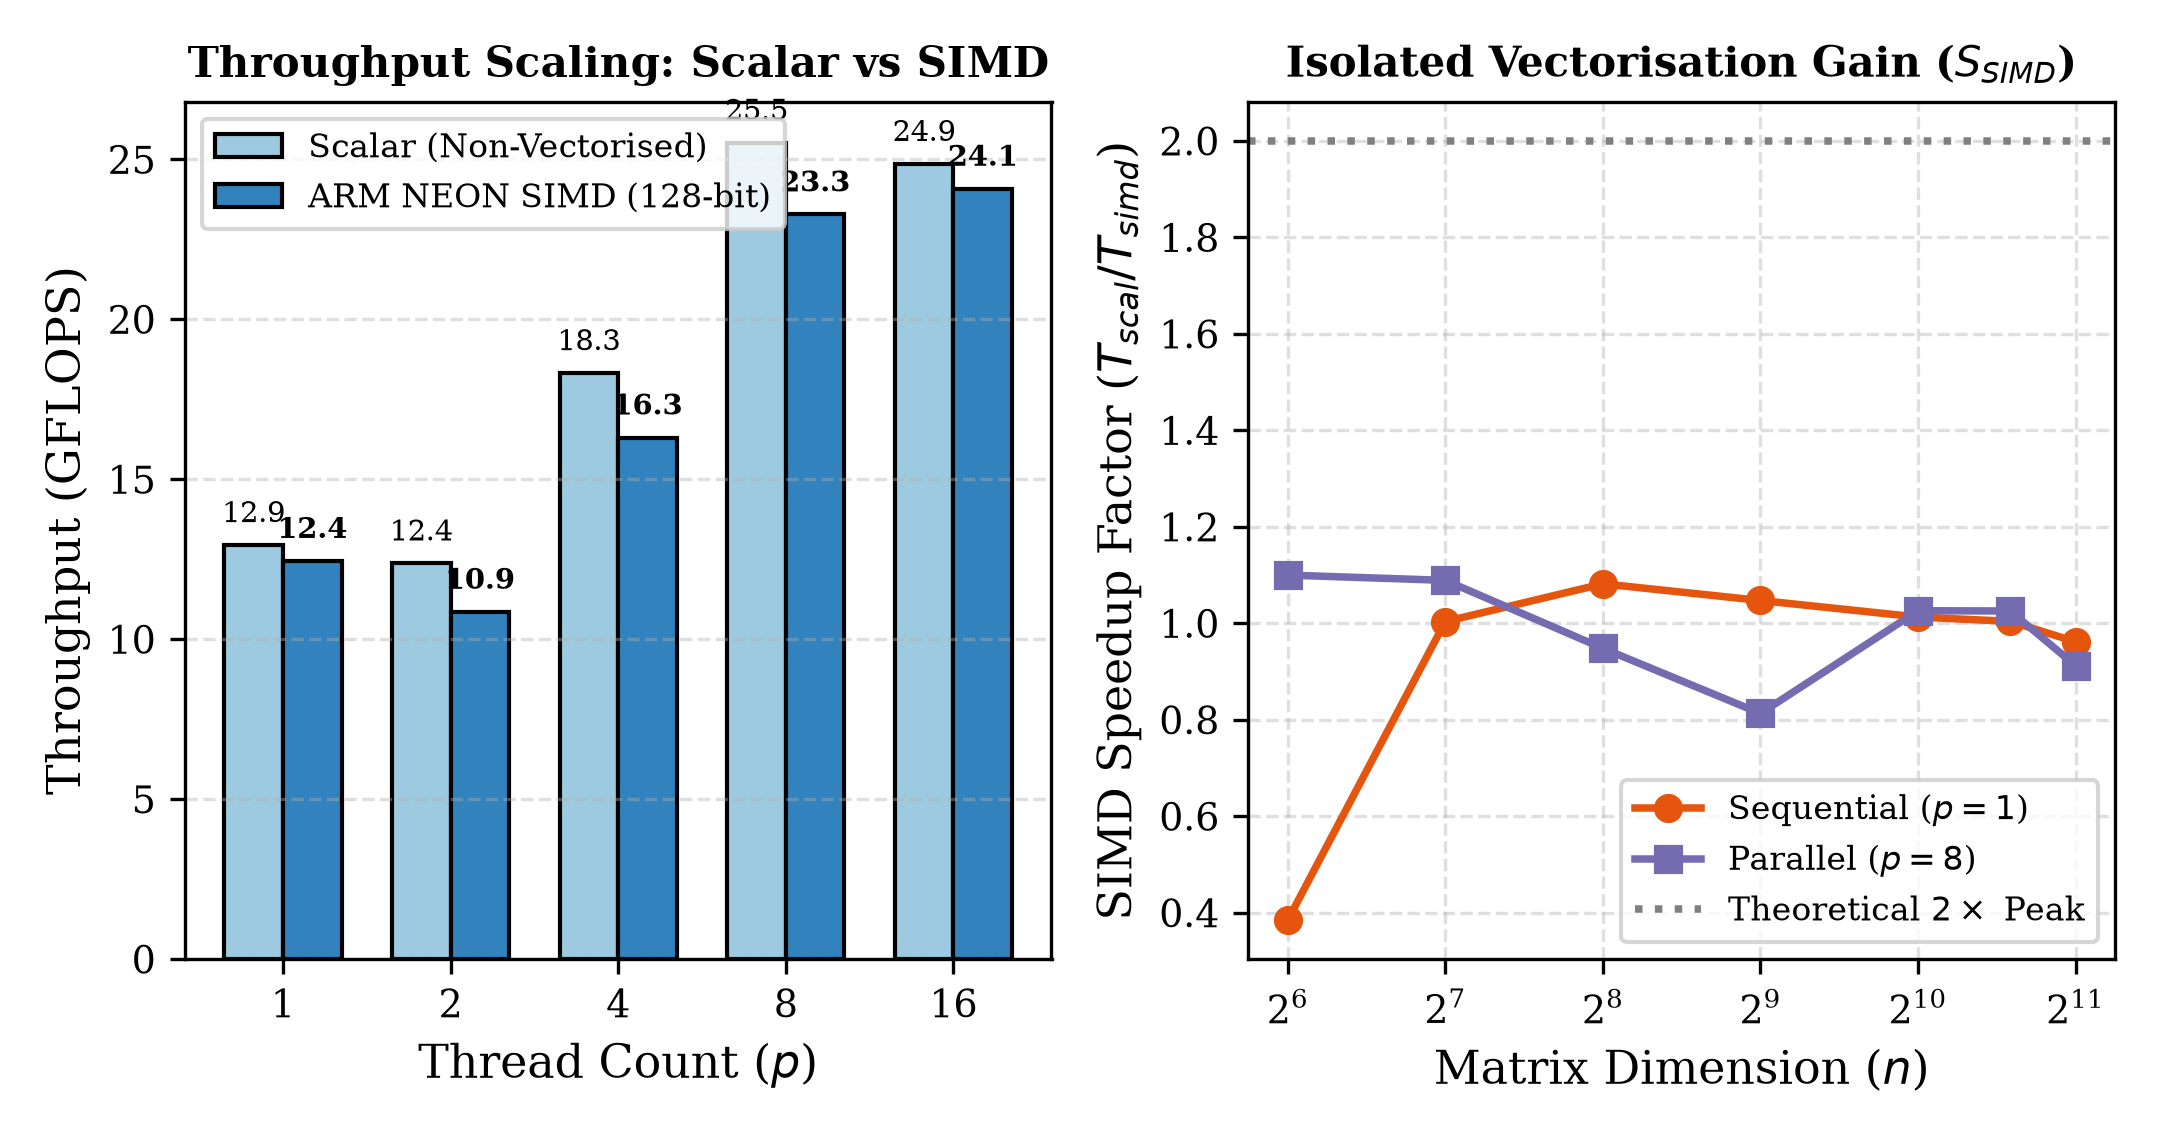 Throughput Scaling: Scalar vs SIMD
Scalar (Non-Vectorised)
ARM NEON SIMD (128-bit)
Throughput (GFLOPS)
25
20
15
10
5
0
12.9
12.4
12.4
10.9
18.3
16.3
25.5
23.3
24.9
24.1
1 2 4 8 16
Thread Count (p)
Isolated Vectorisation Gain (S_SIMD)
SIMD Speedup Factor (T_scal/T_simd)
2.0
1.8
1.6
1.4
1.2
1.0
0.8
0.6
0.4
Sequential (p = 1)
Parallel (p = 8)
Theoretical 2× Peak
2^6 2^7 2^8 2^9 2^10 2^11
Matrix Dimension (n)